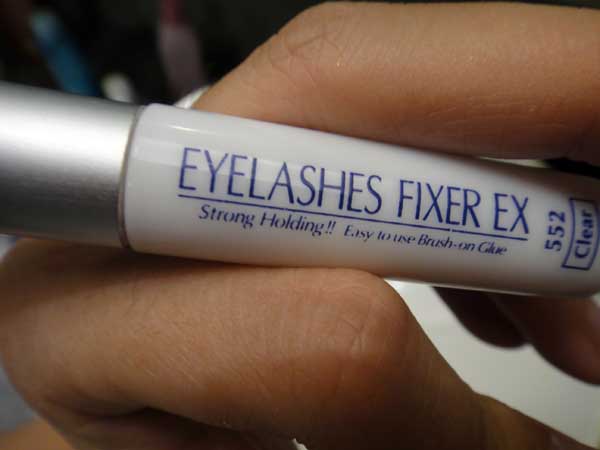 EYELASHES FIXER EX
Strong Holding!! Easy to use Brush-on Glue
552
Clear